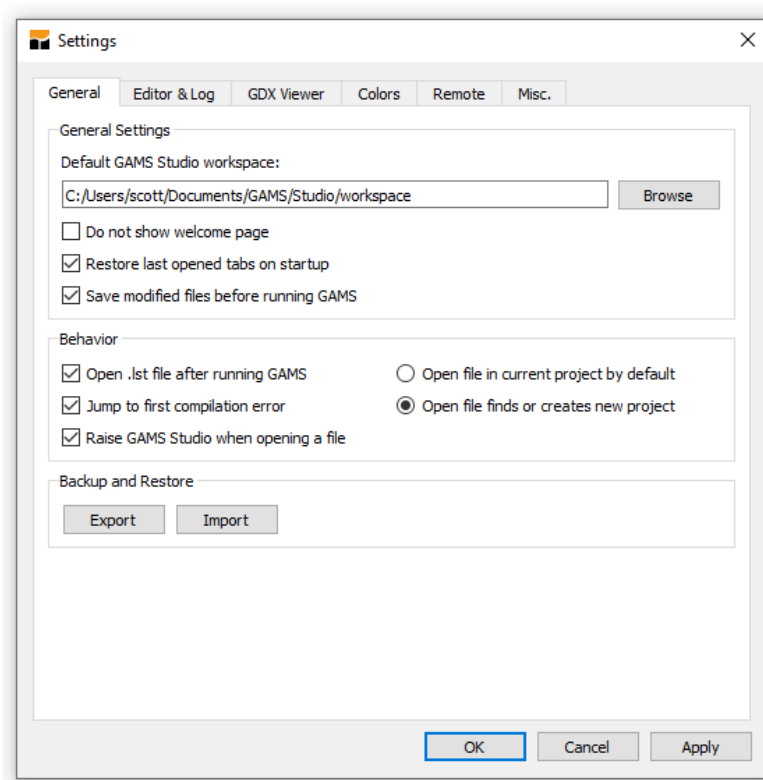 Settings
General Editor & Log GDX Viewer Colors Remote Misc.
General Settings
Default GAMS Studio workspace:
C:/Users/scott/Documents/GAMS/Studio/workspace Browse
Do not show welcome page
Restore last opened tabs on startup
Save modified files before running GAMS
Behavior
Open .lst file after running GAMS Open file in current project by default
Jump to first compilation error Open file finds or creates new project
Raise GAMS Studio when opening a file
Backup and Restore
Export Import
OK Cancel Apply